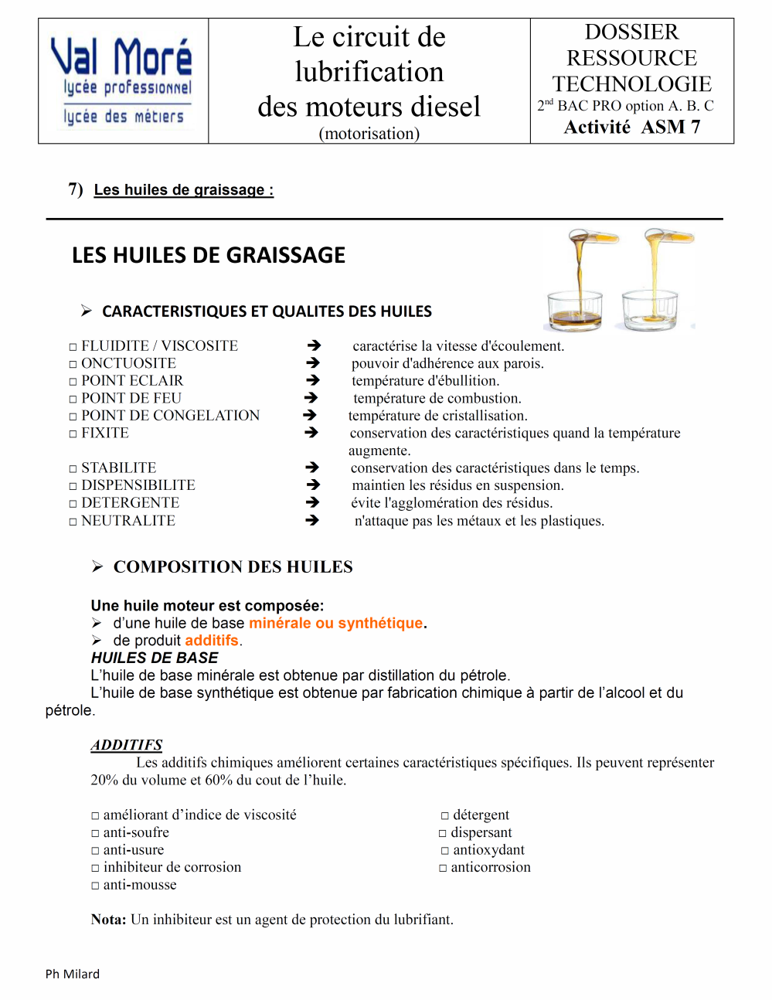 Val Moré
lycée professionnel
lycée des métiers
Le circuit de
lubrification
des moteurs diesel
(motorisation)
DOSSIER
RESSOURCE
TECHNOLOGIE
2nd BAC PRO option A. B. C
Activité ASM 7
7) Les huiles de graissage :
LES HUILES DE GRAISSAGE
➢ CARACTERISTIQUES ET QUALITES DES HUILES
□ FLUIDITE / VISCOSITE ➔ caractérise la vitesse d'écoulement.
□ ONCTUOSITE ➔ pouvoir d'adhérence aux parois.
□ POINT ECLAIR ➔ température d'ébullition.
□ POINT DE FEU ➔ température de combustion.
□ POINT DE CONGELATION ➔ température de cristallisation.
□ FIXITE ➔ conservation des caractéristiques quand la température
augmente.
□ STABILITE ➔ conservation des caractéristiques dans le temps.
□ DISPENSIBILITE ➔ maintien les résidus en suspension.
□ DETERGENTE ➔ évite l'agglomération des résidus.
□ NEUTRALITE ➔ n'attaque pas les métaux et les plastiques.
➢ COMPOSITION DES HUILES
Une huile moteur est composée:
➢ d’une huile de base minérale ou synthétique.
➢ de produit additifs.
HUILES DE BASE
L’huile de base minérale est obtenue par distillation du pétrole.
L’huile de base synthétique est obtenue par fabrication chimique à partir de l’alcool et du
pétrole.
ADDITIFS
Les additifs chimiques améliorent certaines caractéristiques spécifiques. Ils peuvent représenter
20% du volume et 60% du cout de l’huile.
□ améliorant d’indice de viscosité □ détergent
□ anti-soufre □ dispersant
□ anti-usure □ antioxydant
□ inhibiteur de corrosion □ anticorrosion
□ anti-mousse
Nota: Un inhibiteur est un agent de protection du lubrifiant.
Ph Milard